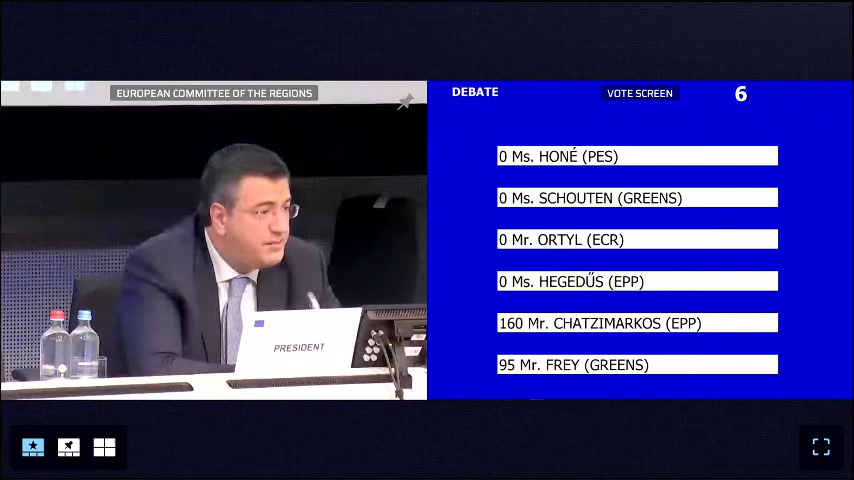 EUROPEAN COMMITTEE OF THE REGIONS
DEBATE
VOTE SCREEN
6
0 Ms. HONÉ (PES)
0 Ms. SCHOUTEN (GREENS)
0 Mr. ORTYL (ECR)
0 Ms. HEGEDŰS (EPP)
160 Mr. CHATZIMARKOS (EPP)
95 Mr. FREY (GREENS)
PRESIDENT